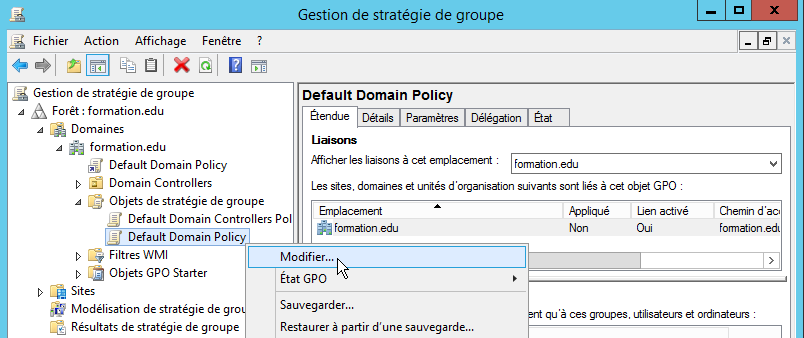 Gestion de stratégie de groupe
Fichier Action Affichage Fenêtre ?
Gestion de stratégie de groupe
Forêt : formation.edu
Domaines
formation.edu
Default Domain Policy
Domain Controllers
Objets de stratégie de groupe
Default Domain Controllers Pol
Default Domain Policy
Filtres WMI
Objets GPO Starter
Sites
Modélisation de stratégie de grou
Résultats de stratégie de groupe
Default Domain Policy
Étendue Détails Paramètres Délégation État
Liaisons
Afficher les liaisons à cet emplacement : formation.edu
Les sites, domaines et unités d'organisation suivants sont liés à cet objet GPO :
Emplacement Appliqué Lien activé Chemin d'acc
formation.edu Non Oui formation.edu
Modifier...
État GPO
Sauvegarder...
Restaurer à partir d'une sauvegarde...
ent qu'à ces groupes, utilisateurs et ordinateurs :